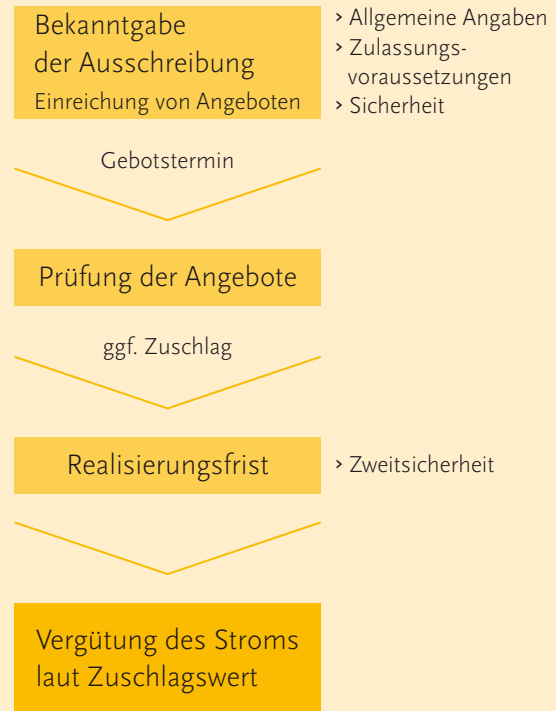 Bekanntgabe
der Ausschreibung
Einreichung von Angeboten
› Allgemeine Angaben
› Zulassungs-
voraussetzungen
› Sicherheit
Gebotstermin
Prüfung der Angebote
ggf. Zuschlag
Realisierungsfrist
› Zweitsicherheit
Vergütung des Stroms
laut Zuschlagswert